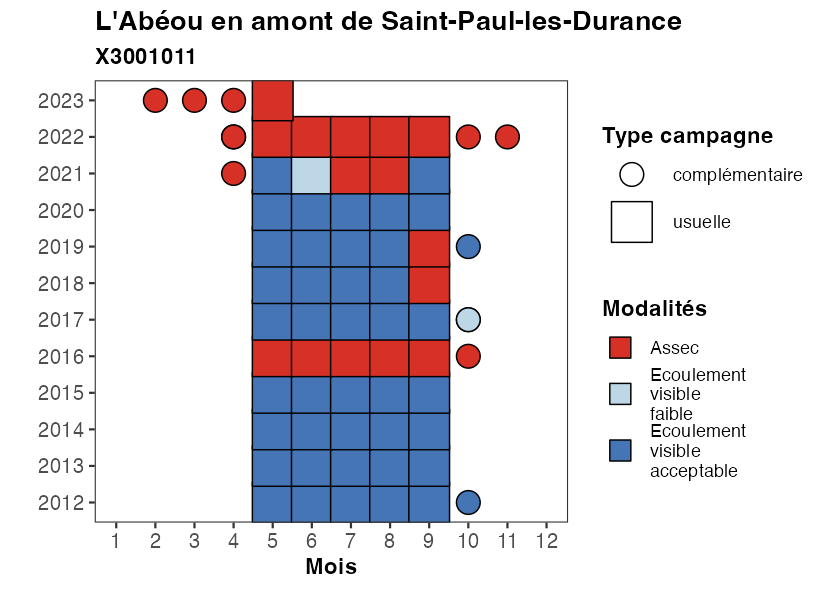 L'Abéou en amont de Saint-Paul-les-Durance
X3001011
2023
2022
2021
2020
2019
2018
2017
2016
2015
2014
2013
2012
1 2 3 4 5 6 7 8 9 10 11 12
Mois
Type campagne
complémentaire
usuelle
Modalités
Assec
Ecoulement
visible
faible
Ecoulement
visible
acceptable